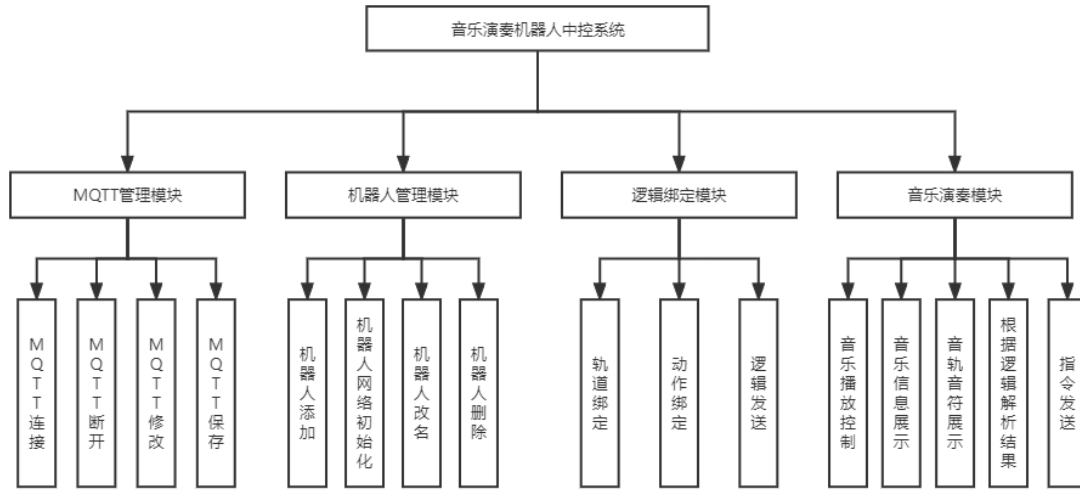 音乐演奏机器人中控系统
MQTT管理模块
机器人管理模块
逻辑绑定模块
音乐演奏模块
MQTT连接
MQTT断开
MQTT修改
MQTT保存
机器人添加
机器人网络初始化
机器人改名
机器人删除
轨道绑定
动作绑定
逻辑发送
音乐播放控制
音乐信息展示
音轨音符展示
根据逻辑解析结果
指令发送